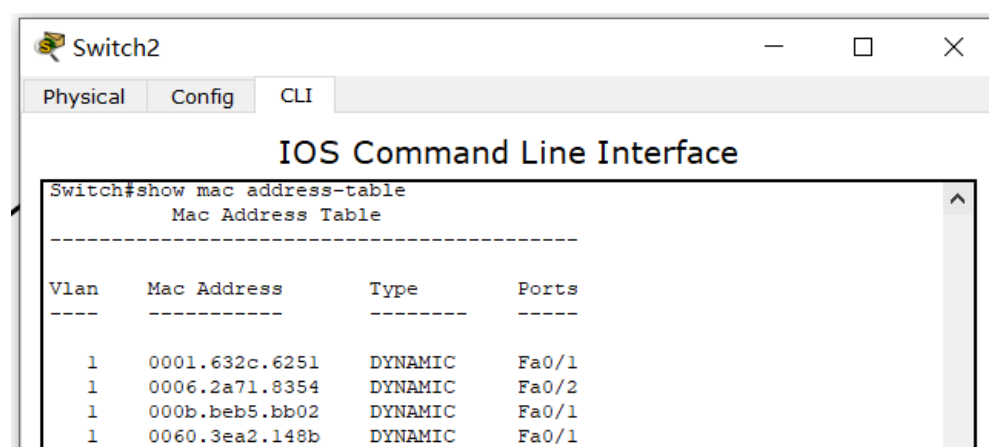 Switch2
Physical Config CLI
IOS Command Line Interface
Switch#show mac address-table
Mac Address Table
-------------------------------------------
Vlan Mac Address Type Ports
---- ----------- -------- -----
1 0001.632c.6251 DYNAMIC Fa0/1
1 0006.2a71.8354 DYNAMIC Fa0/2
1 000b.beb5.bb02 DYNAMIC Fa0/1
1 0060.3ea2.148b DYNAMIC Fa0/1